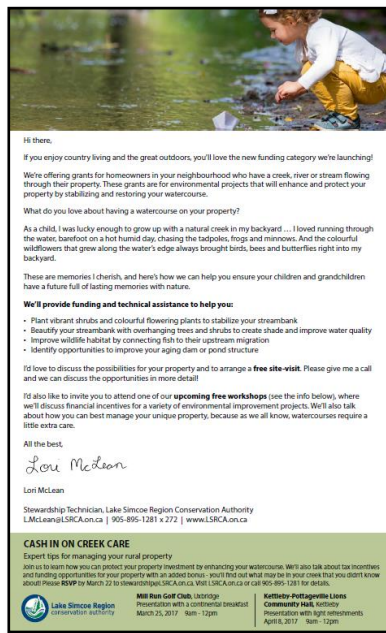 Hi there,
If you enjoy country living and the great outdoors, you'll love the new funding category we're launching!
We're offering grants for homeowners in your neighbourhood who have a creek, river or stream flowing
through their property. These grants are for environmental projects that will enhance and protect your
property by stabilizing and restoring your watercourse.
What do you love about having a watercourse on your property?
As a child, I was lucky enough to grow up with a natural creek in my backyard … I loved running through
the water, barefoot on a hot humid day, chasing the tadpoles, frogs and minnows. And the colourful
wildflowers that grew along the water's edge always brought birds, bees and butterflies right into my
backyard.
These are memories I cherish, and here's how we can help you ensure your children and grandchildren
have a future full of lasting memories with nature.
We'll provide funding and technical assistance to help you:
• Plant vibrant shrubs and colourful flowering plants to stabilize your streambank
• Beautify your streambank with overhanging trees and shrubs to create shade and improve water quality
• Improve wildlife habitat by connecting fish to their upstream migration
• Identify opportunities to improve your aging dam or pond structure
I'd love to discuss the possibilities for your property and to arrange a free site-visit. Please give me a call
and we can discuss the opportunities in more detail!
I'd also like to invite you to attend one of our upcoming free workshops (see the info below), where
we'll discuss financial incentives for a variety of environmental improvement projects. We'll also talk
about how you can best manage your unique property, because as we all know, watercourses require a
little extra care.
All the best,
Lori McLean
Lori McLean
Stewardship Technician, Lake Simcoe Region Conservation Authority
L.McLean@LSRCA.on.ca | 905-895-1281 x 272 | www.LSRCA.on.ca
CASH IN ON CREEK CARE
Expert tips for managing your rural property
Join us to learn how you can protect your property investment by enhancing your watercourse. We'll also talk about tax incentives
and funding opportunities for your property with an added bonus - you'll find out what may be in your creek that you didn't know
about! Please RSVP by March 22 to stewardship@LSRCA.on.ca. Visit LSRCA.on.ca or call 905-895-1281 for details.
Lake Simcoe Region
conservation authority
Mill Run Golf Club, Uxbridge
Presentation with a continental breakfast
March 25, 2017 9am - 12pm
Kettleby-Pottageville Lions
Community Hall, Kettleby
Presentation with light refreshments
April 8, 2017 9am - 12pm